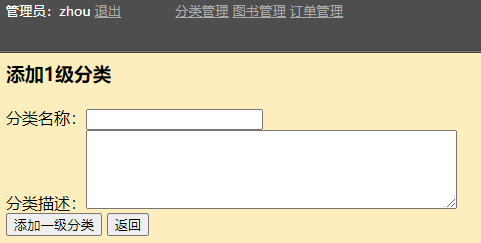 管理员：zhou 退出 分类管理 图书管理 订单管理
添加1级分类
分类名称：
分类描述：
添加一级分类 返回